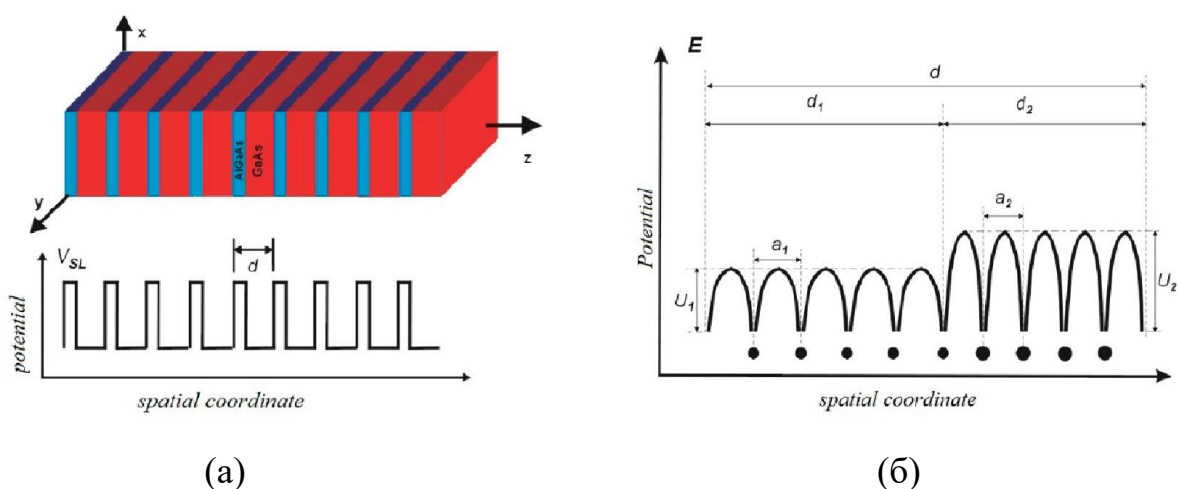 x
z
y
AlGaAs
GaAs
V_SL
d
potential
spatial coordinate
(а)
E
d
d_1
d_2
a_2
a_1
U_1
U_2
Potential
spatial coordinate
(б)